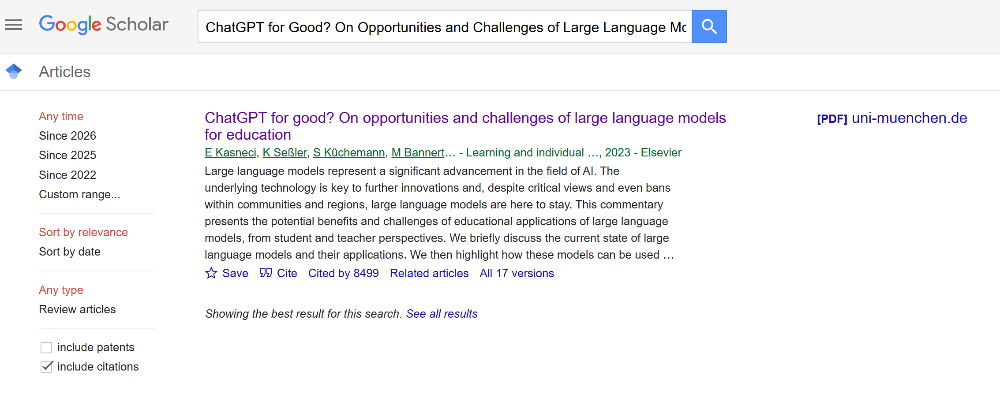 Google Scholar
ChatGPT for Good? On Opportunities and Challenges of Large Language Mo
Articles
Any time
Since 2026
Since 2025
Since 2022
Custom range...
Sort by relevance
Sort by date
Any type
Review articles
include patents
include citations
ChatGPT for good? On opportunities and challenges of large language models
for education
E Kasneci, K Seßler, S Küchemann, M Bannert… - Learning and individual …, 2023 - Elsevier
Large language models represent a significant advancement in the field of AI. The
underlying technology is key to further innovations and, despite critical views and even bans
within communities and regions, large language models are here to stay. This commentary
presents the potential benefits and challenges of educational applications of large language
models, from student and teacher perspectives. We briefly discuss the current state of large
language models and their applications. We then highlight how these models can be used …
Save Cite Cited by 8499 Related articles All 17 versions
[PDF] uni-muenchen.de
Showing the best result for this search. See all results